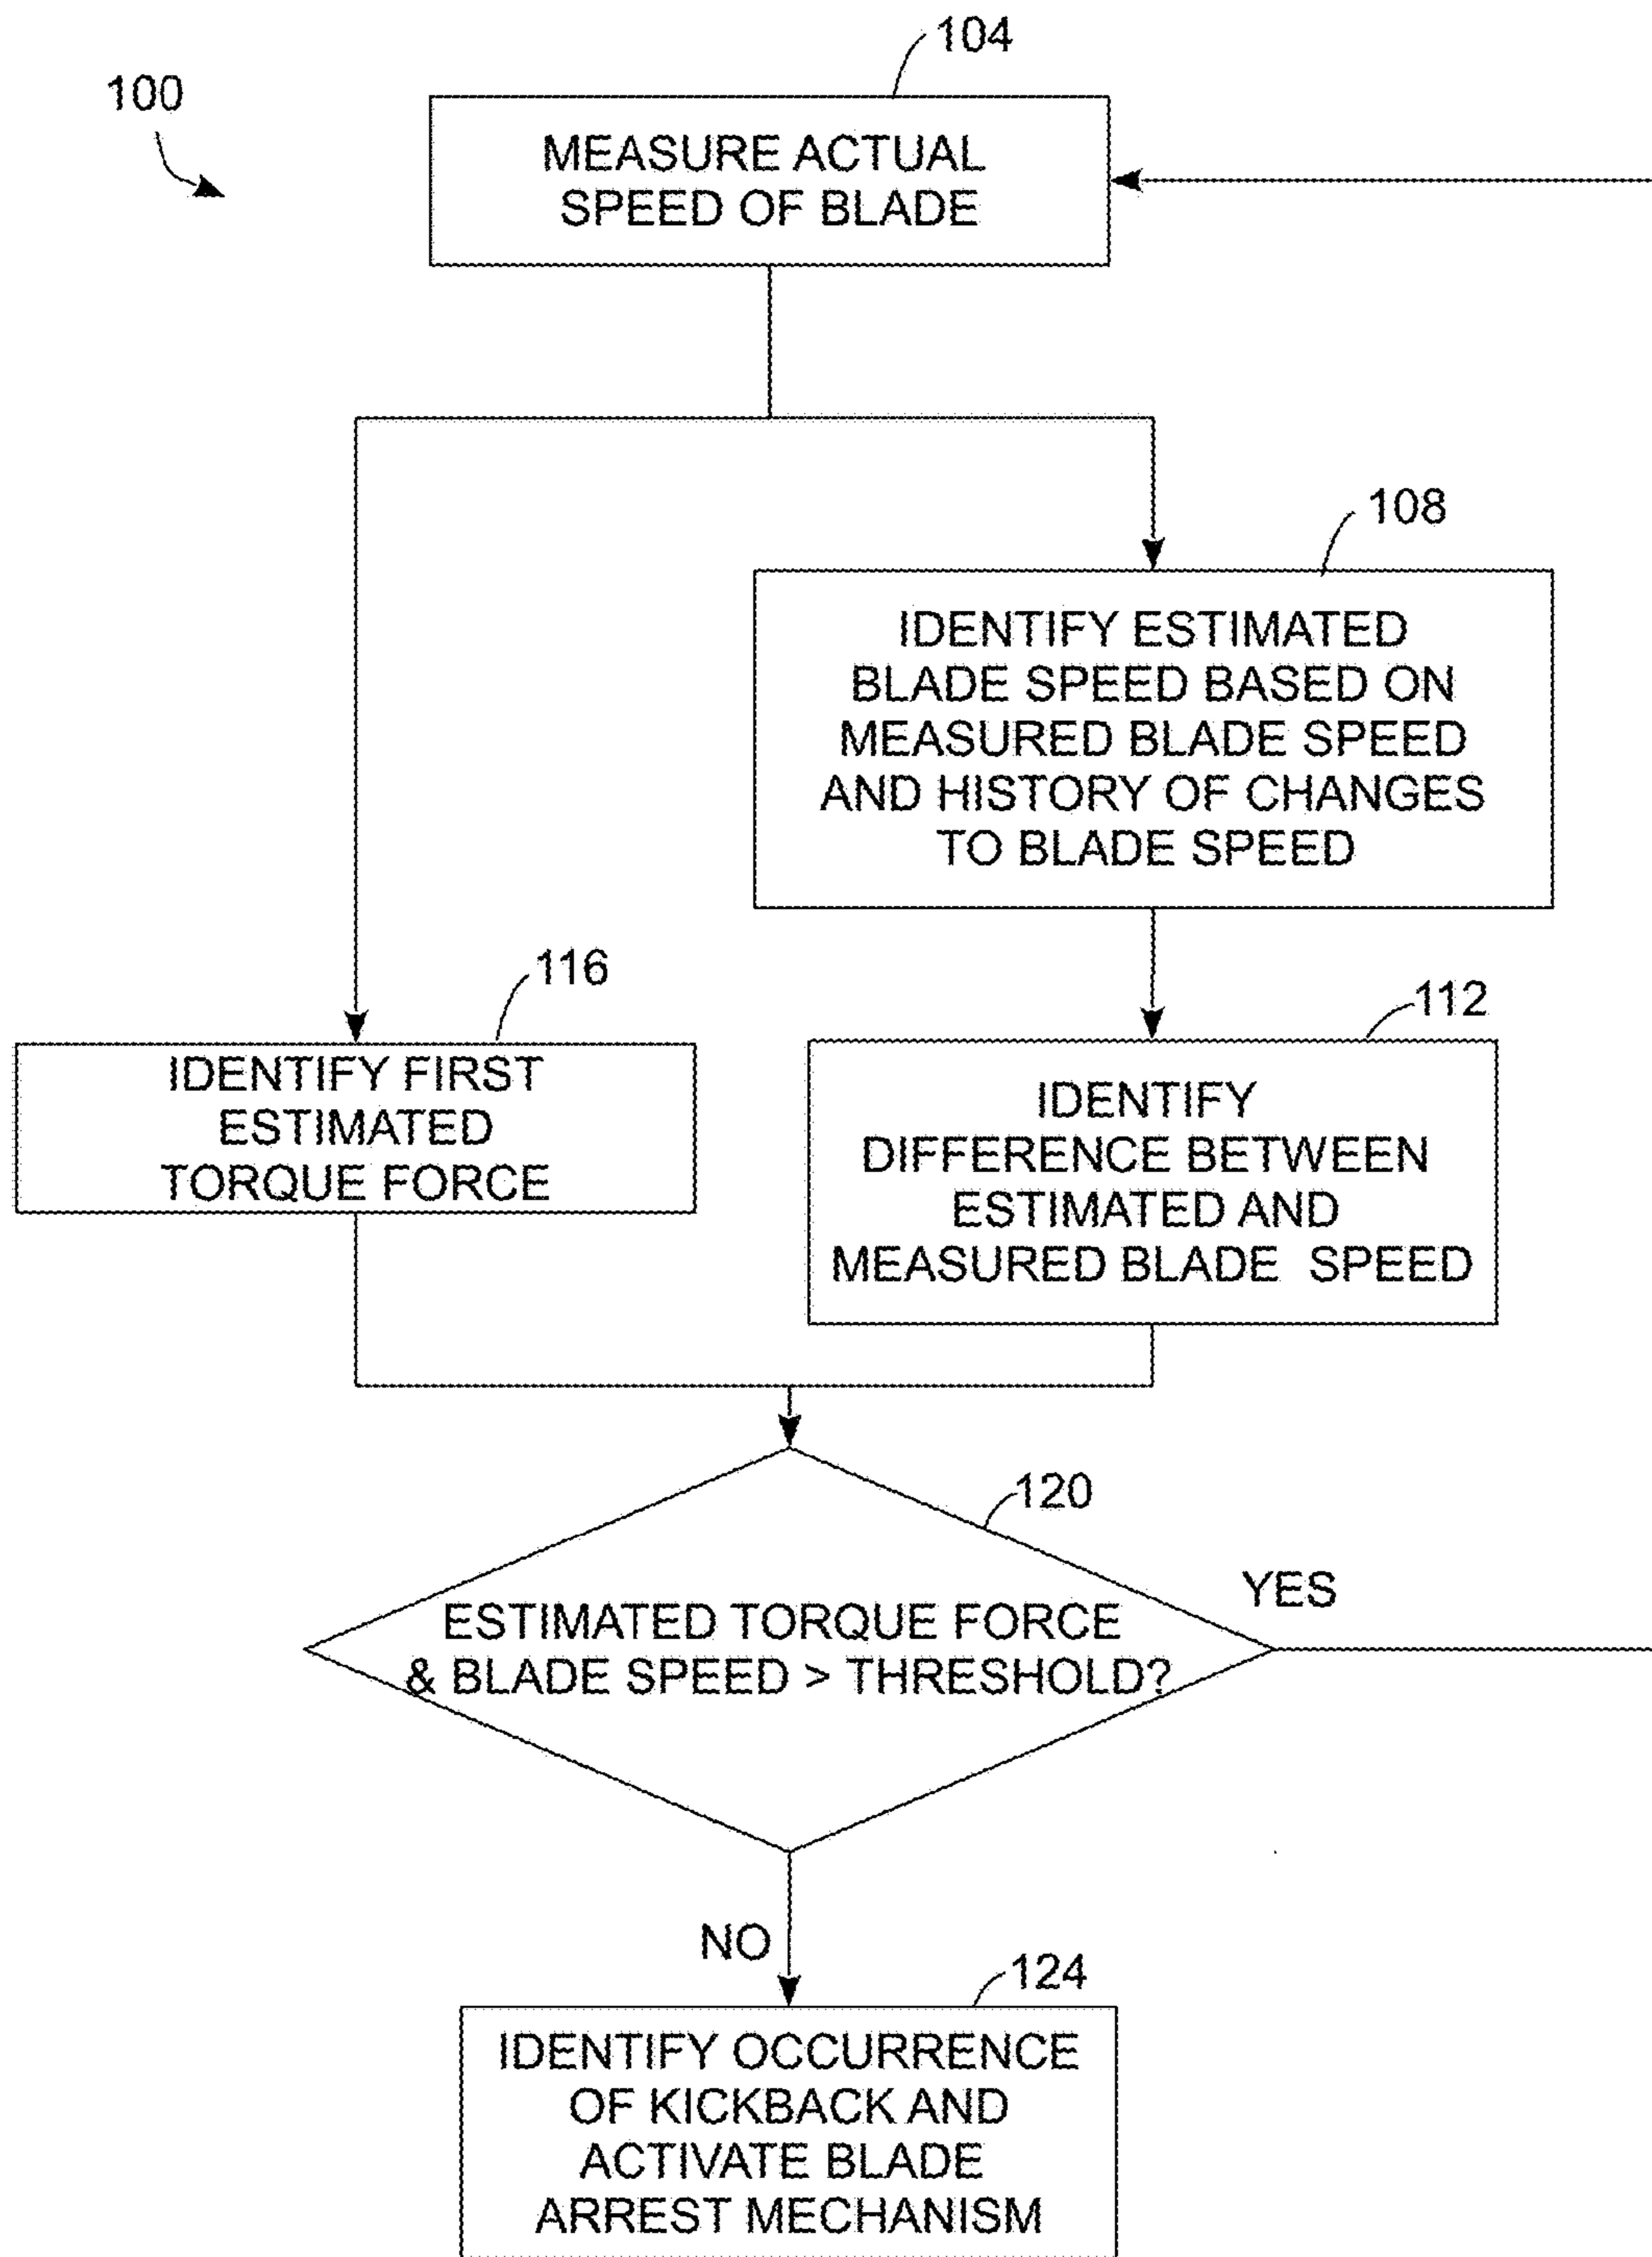 104
100
MEASURE ACTUAL
SPEED OF BLADE
108
IDENTIFY ESTIMATED
BLADE SPEED BASED ON
MEASURED BLADE SPEED
AND HISTORY OF CHANGES
TO BLADE SPEED
116
IDENTIFY FIRST
ESTIMATED
TORQUE FORCE
112
IDENTIFY
DIFFERENCE BETWEEN
ESTIMATED AND
MEASURED BLADE SPEED
120
YES
ESTIMATED TORQUE FORCE
& BLADE SPEED > THRESHOLD?
NO
124
IDENTIFY OCCURRENCE
OF KICKBACK AND
ACTIVATE BLADE
ARREST MECHANISM